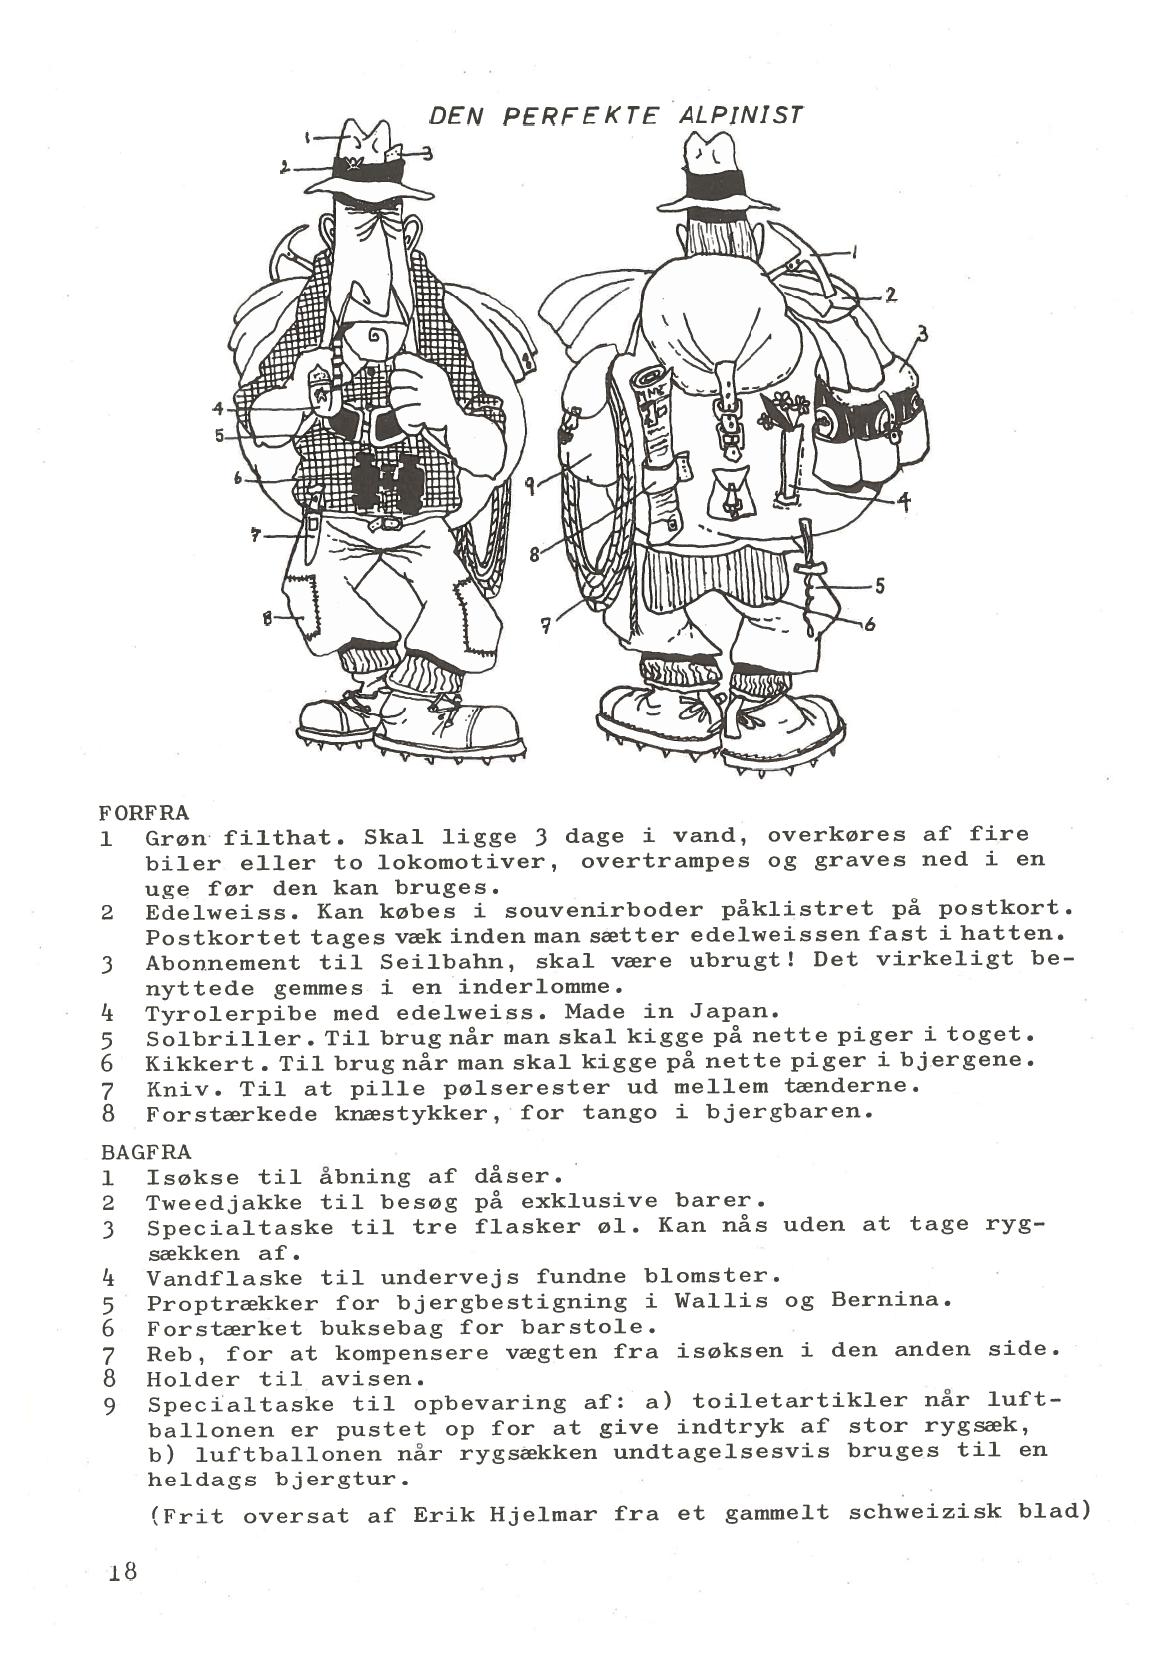 DEN PERFEKTE ALPINIST
1
2
3
4
5
6
7
8
1
2
3
4
5
6
7
8
9
TIMES
FORFRA
1 Grøn filthat. Skal ligge 3 dage i vand, overkøres af fire
biler eller to lokomotiver, overtrampes og graves ned i en
uge før den kan bruges.
2 Edelweiss. Kan købes i souvenirboder påklistret på postkort.
Postkortet tages væk inden man sætter edelweissen fast i hatten.
3 Abonnement til Seilbahn, skal være ubrugt! Det virkeligt be-
nyttede gemmes i en inderlomme.
4 Tyrolerpibe med edelweiss. Made in Japan.
5 Solbriller. Til brug når man skal kigge på nette piger i toget.
6 Kikkert. Til brug når man skal kigge på nette piger i bjergene.
7 Kniv. Til at pille pølserester ud mellem tænderne.
8 Forstærkede knæstykker, for tango i bjergbaren.
BAGFRA
1 Isøkse til åbning af dåser.
2 Tweedjakke til besøg på exklusive barer.
3 Specialtaske til tre flasker øl. Kan nås uden at tage ryg-
sækken af.
4 Vandflaske til undervejs fundne blomster.
5 Proptrækker for bjergbestigning i Wallis og Bernina.
6 Forstærket buksebag for barstole.
7 Reb, for at kompensere vægten fra isøksen i den anden side.
8 Holder til avisen.
9 Specialtaske til opbevaring af: a) toiletartikler når luft-
ballonen er pustet op for at give indtryk af stor rygsæk,
b) luftballonen når rygsækken undtagelsesvis bruges til en
heldags bjergtur.
(Frit oversat af Erik Hjelmar fra et gammelt schweizisk blad)
18